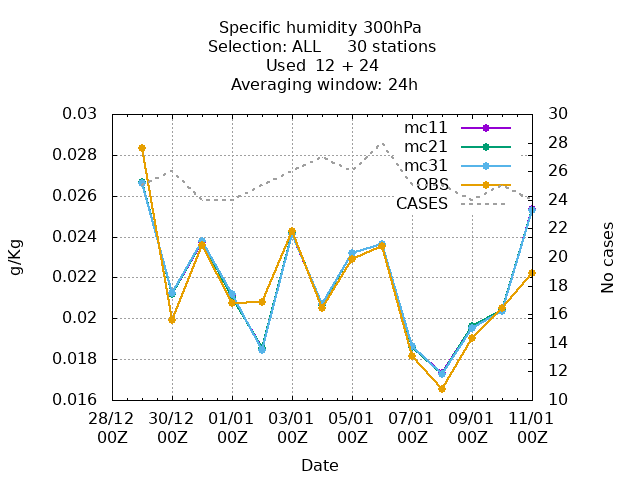 Specific humidity 300hPa
Selection: ALL 30 stations
Used 12 + 24
Averaging window: 24h
0.03
0.028
0.026
0.024
0.022
0.02
0.018
0.016
g/Kg
30
28
26
24
22
20
18
16
14
12
10
No cases
mc11
mc21
mc31
OBS
CASES
28/12 30/12 01/01 03/01 05/01 07/01 09/01 11/01
00Z 00Z 00Z 00Z 00Z 00Z 00Z 00Z
Date